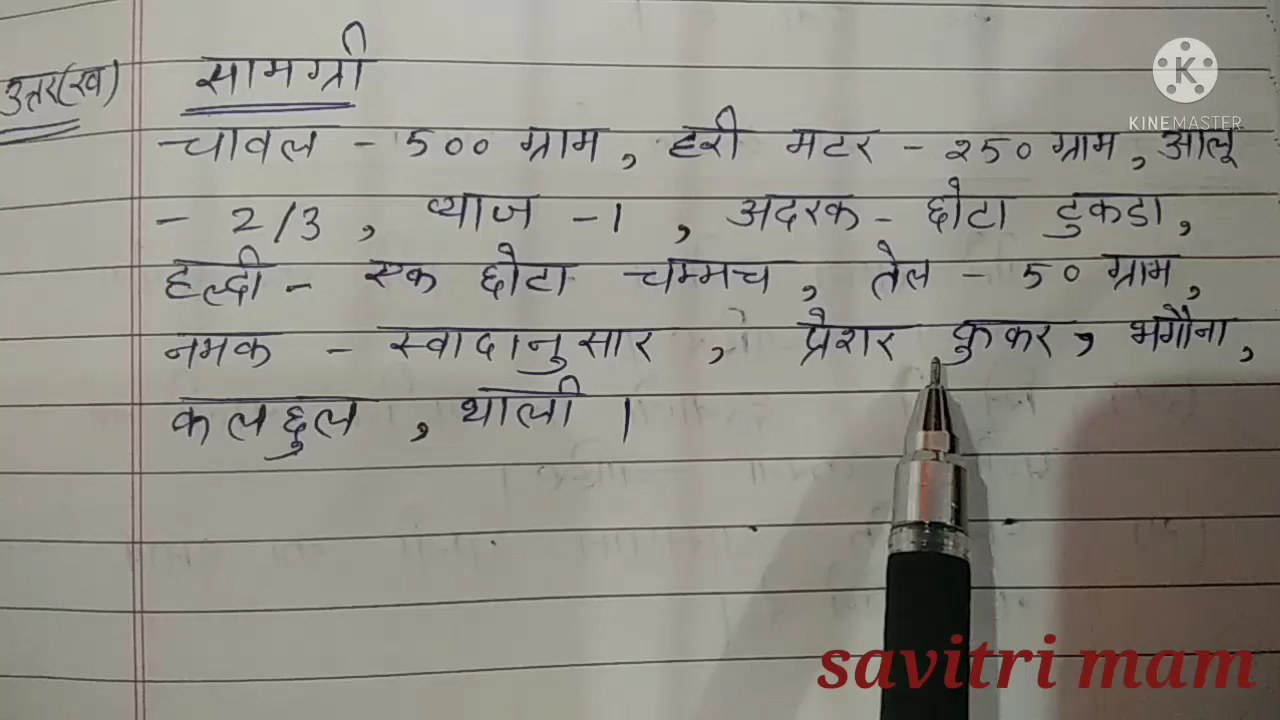 उत्तर(ख)
सामग्री
चावल - 500 ग्राम, हरी मटर - 250 ग्राम, आलू
- 2/3, प्याज -1, अदरक - छोटा टुकडा,
हल्दी - एक छोटा चम्मच, तेल - 50 ग्राम,
नमक - स्वादानुसार, प्रैशर कुकर, भगौना,
कलछुल, थाली।
K
KINEMASTER
savitri mam